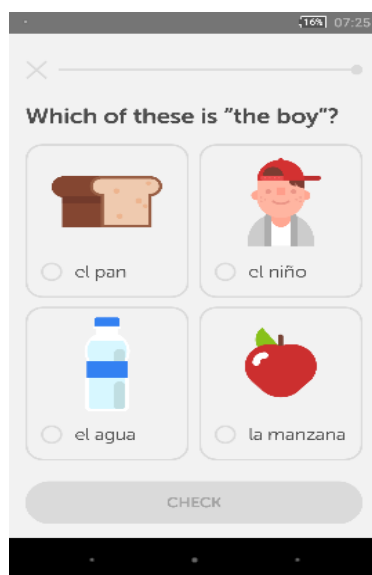 16% 07:25
Which of these is "the boy"?
el pan
el niño
el agua
la manzana
CHECK